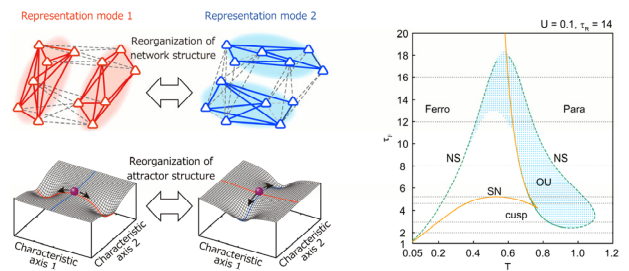 Representation mode 1
Representation mode 2
Reorganization of
network structure
Reorganization of
attractor structure
Characteristic
axis 1
Characteristic
axis 2
Characteristic
axis 1
Characteristic
axis 2
U = 0.1, τR = 14
20
18
16
14
12
10
8
6
4
2
1
τF
Ferro
Para
NS
NS
OU
SN
cusp
0.05
0.2
0.4
0.6
0.8
1.0
1.2
T